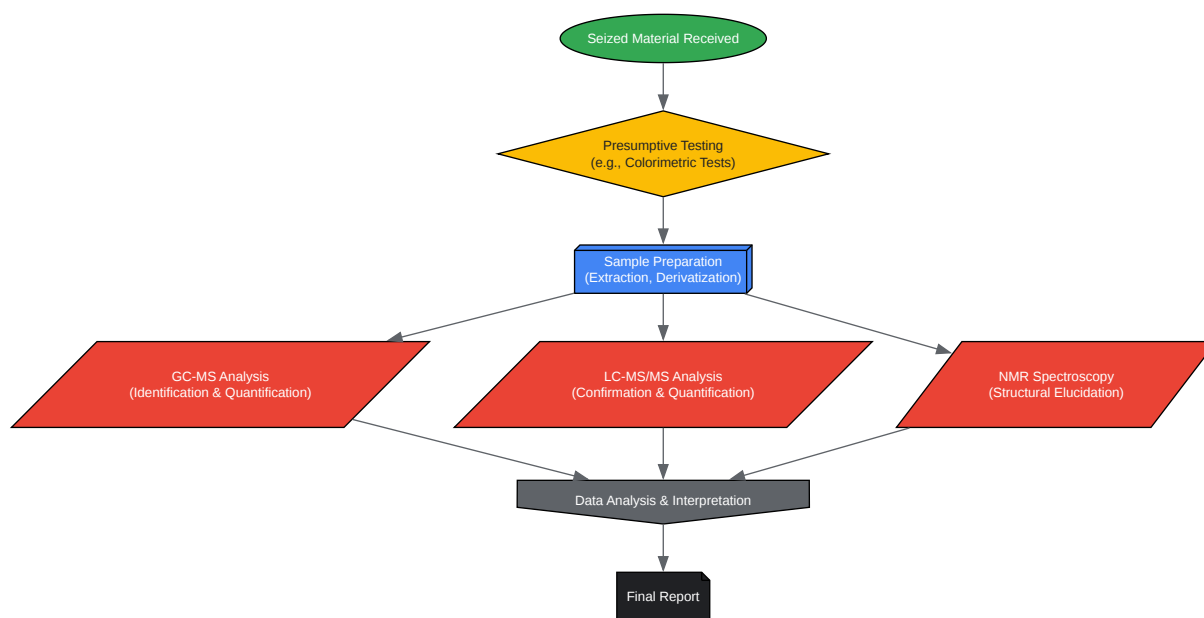 Seized Material Received
Presumptive Testing
(e.g., Colorimetric Tests)
Sample Preparation
(Extraction, Derivatization)
GC-MS Analysis
(Identification & Quantification)
LC-MS/MS Analysis
(Confirmation & Quantification)
NMR Spectroscopy
(Structural Elucidation)
Data Analysis & Interpretation
Final Report